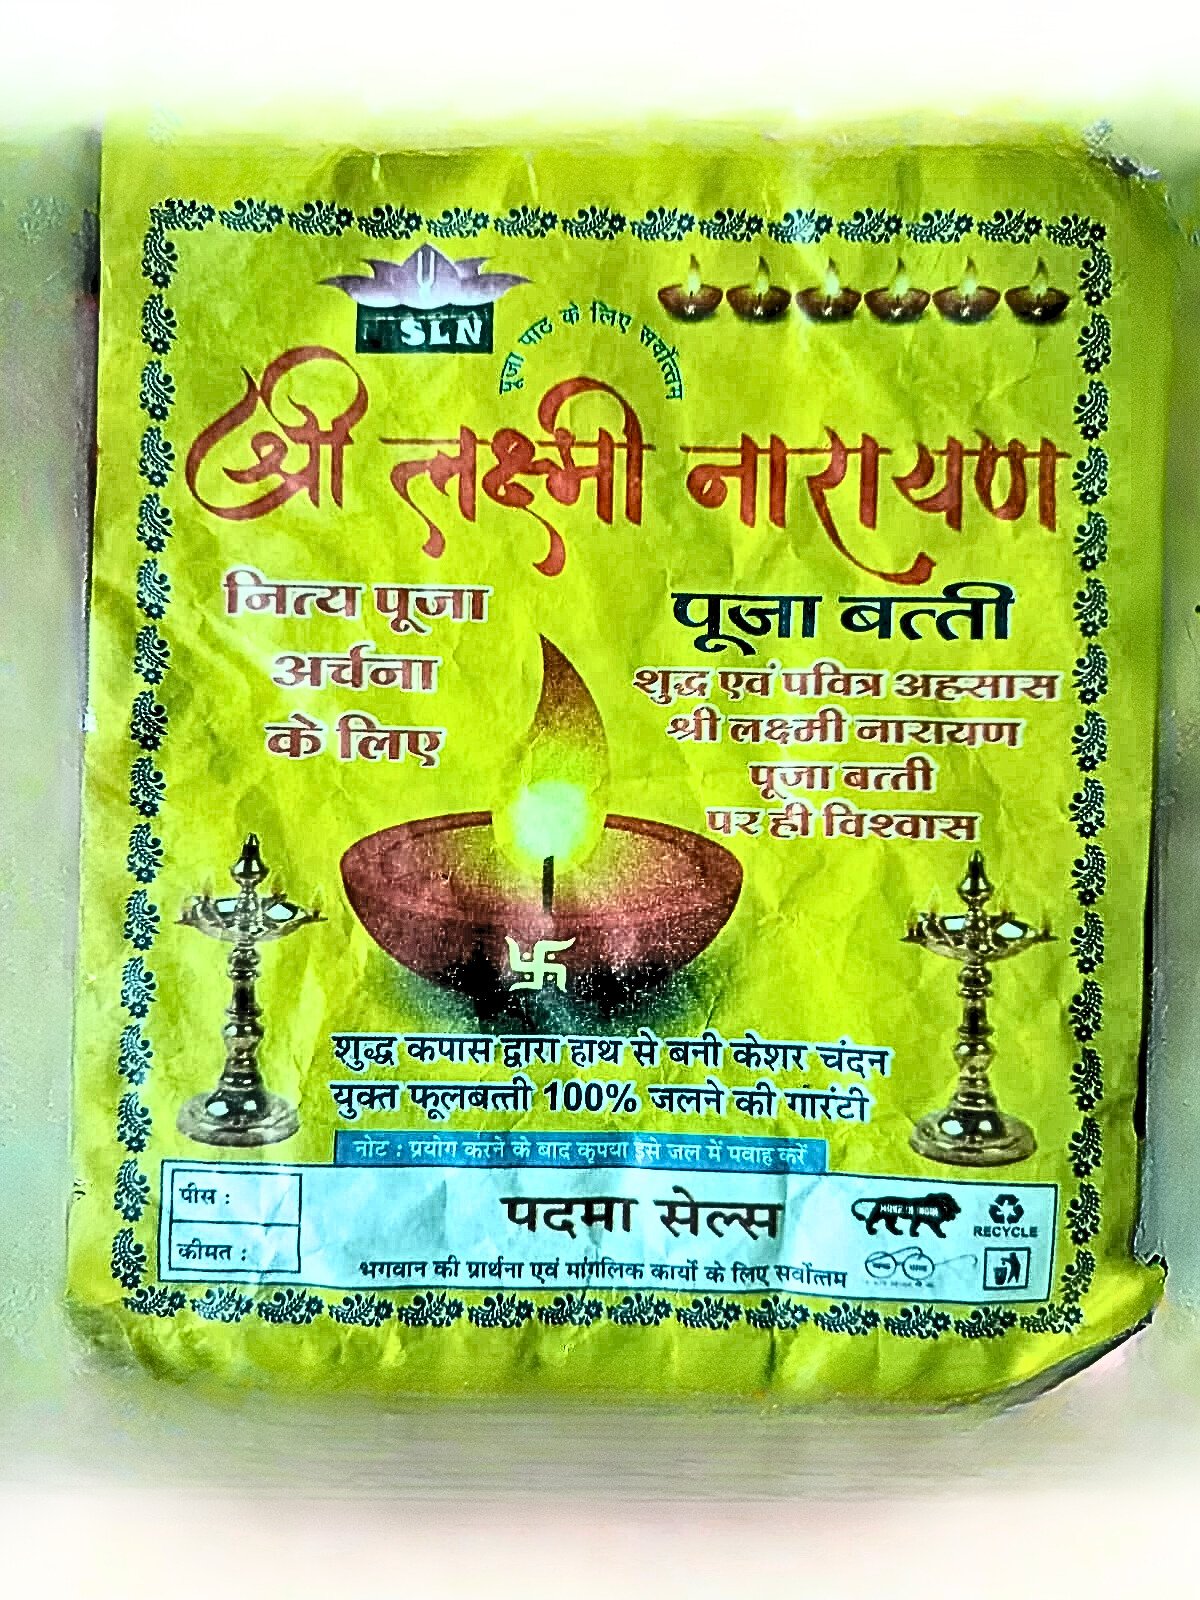 SLN
पूजा पाठ के लिए सर्वोत्तम
श्री लक्ष्मी नारायण
नित्य पूजा
अर्चना
के लिए
पूजा बत्ती
शुद्ध एवं पवित्र अहसास
श्री लक्ष्मी नारायण
पूजा बत्ती
पर ही विश्वास
शुद्ध कपास द्वारा हाथ से बनी केशर चंदन
युक्त फूलबत्ती 100% जलने की गारंटी
नोट : प्रयोग करने के बाद कृपया इसे जल में पवाह करें
पीस :
कीमत :
पदमा सेल्स
भगवान की प्रार्थना एवं मांगलिक कार्यो के लिए सर्वोत्तम
RECYCLE